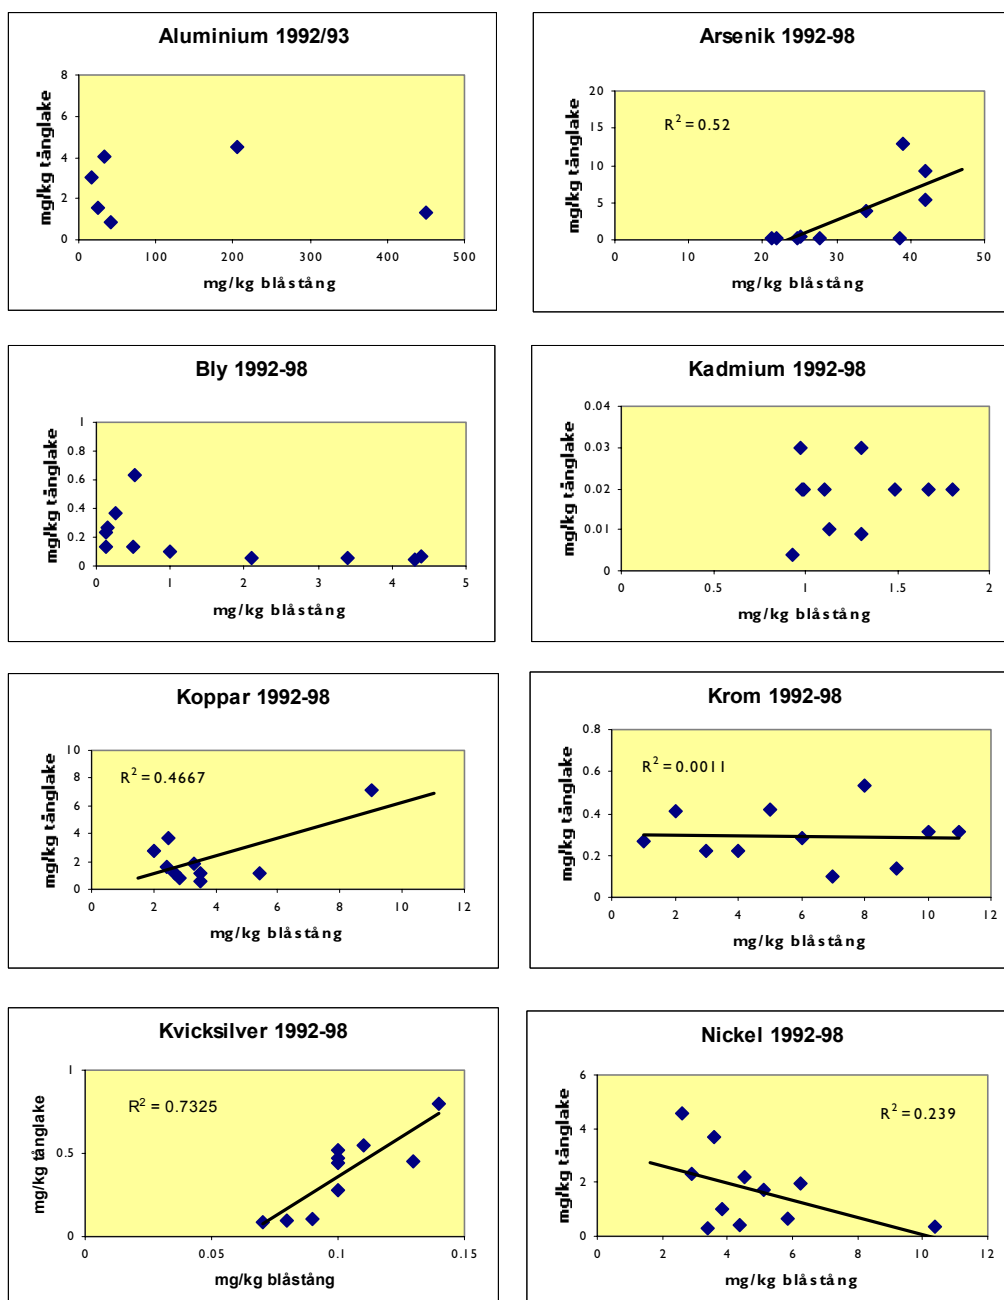 Aluminium 1992/93
mg/kg tånglake
8
6
4
2
0
0 100 200 300 400 500
mg/kg blåstång
Arsenik 1992-98
mg/kg tånglake
20
15
10
5
0
R² = 0.52
0 10 20 30 40 50
mg/kg blåstång
Bly 1992-98
mg/kg tånglake
1
0.8
0.6
0.4
0.2
0
0 1 2 3 4 5
mg/kg blåstång
Kadmium 1992-98
mg/kg tånglake
0.04
0.03
0.02
0.01
0
0 0.5 1 1.5 2
mg/kg blåstång
Koppar 1992-98
mg/kg tånglake
10
8
6
4
2
0
R² = 0.4667
0 2 4 6 8 10 12
mg/kg blåstång
Krom 1992-98
mg/kg tånglake
0.8
0.6
0.4
0.2
0
R² = 0.0011
0 2 4 6 8 10 12
mg/kg blåstång
Kvicksilver 1992-98
mg/kg tånglake
1
0.5
0
R² = 0.7325
0 0.05 0.1 0.15
mg/kg blåstång
Nickel 1992-98
mg/kg tånglake
6
4
2
0
R² = 0.239
0 2 4 6 8 10 12
mg/kg blåstång